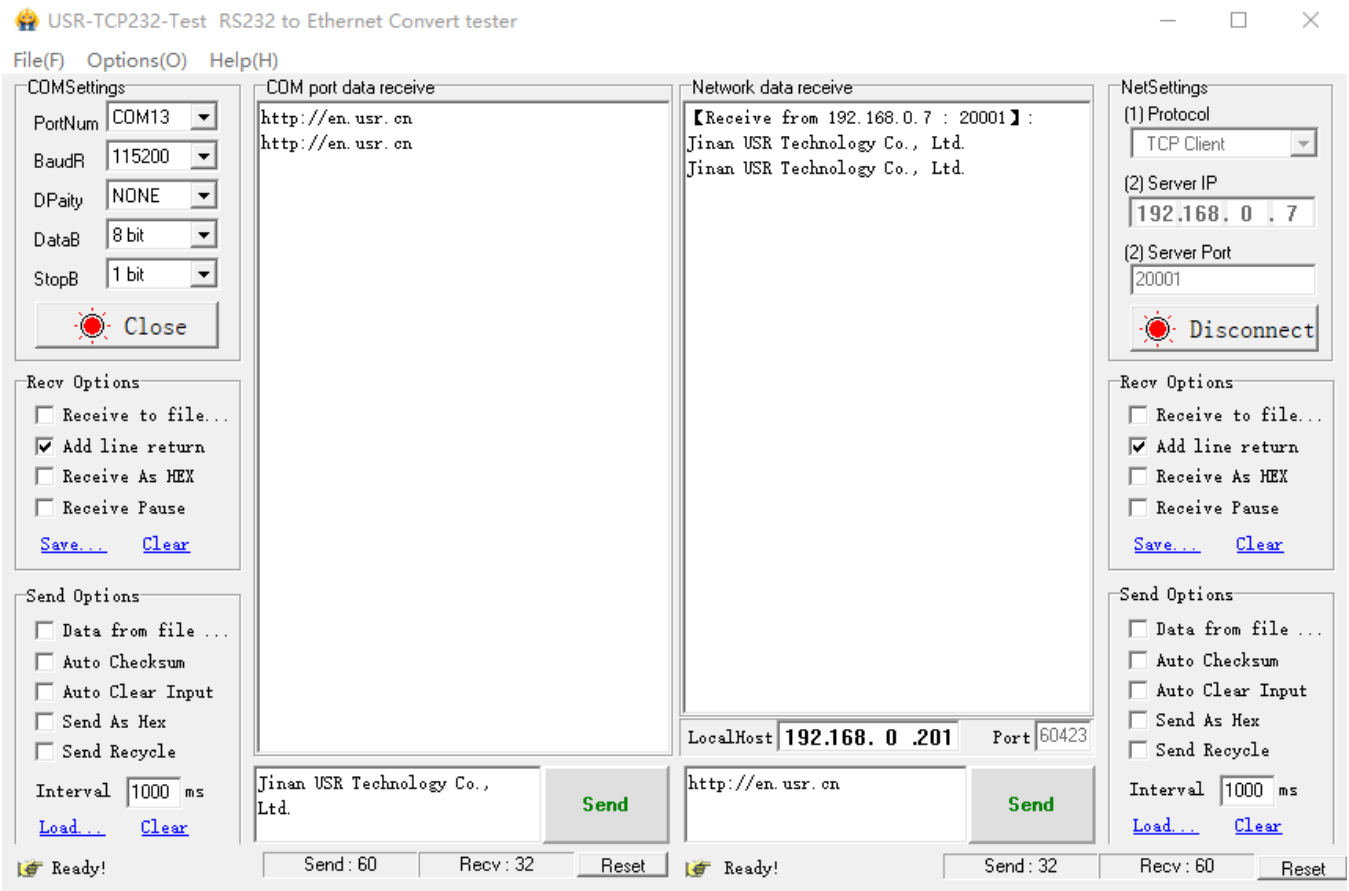 USR-TCP232-Test RS232 to Ethernet Convert tester
File(F) Options(O) Help(H)
COMSettings
PortNum COM13
BaudR 115200
DPaity NONE
DataB 8 bit
StopB 1 bit
Close
Recv Options
Receive to file...
Add line return
Receive As HEX
Receive Pause
Save... Clear
Send Options
Data from file ...
Auto Checksum
Auto Clear Input
Send As Hex
Send Recycle
Interval 1000 ms
Load... Clear
Ready!
COM port data receive
http://en.usr.cn
http://en.usr.cn
Jinan USR Technology Co.,
Ltd.
Send
Send : 60 Recv : 32 Reset
Network data receive
【Receive from 192.168.0.7 : 20001】:
Jinan USR Technology Co., Ltd.
Jinan USR Technology Co., Ltd.
LocalHost 192.168. 0 .201 Port 60423
http://en.usr.cn
Send
Ready! Send : 32 Recv : 60 Reset
NetSettings
(1) Protocol
TCP Client
(2) Server IP
192.168. 0 . 7
(2) Server Port
20001
Disconnect
Recv Options
Receive to file...
Add line return
Receive As HEX
Receive Pause
Save... Clear
Send Options
Data from file ...
Auto Checksum
Auto Clear Input
Send As Hex
Send Recycle
Interval 1000 ms
Load... Clear